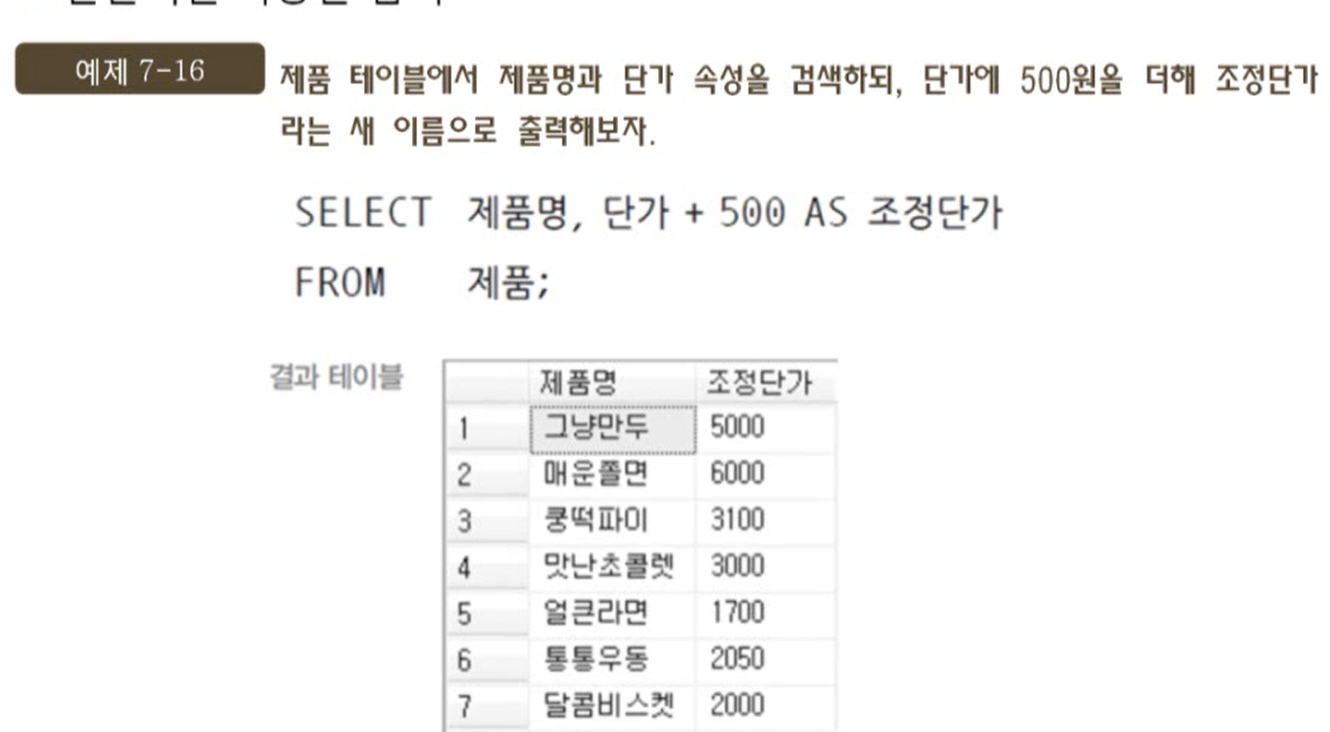 예제 7-16
제품 테이블에서 제품명과 단가 속성을 검색하되, 단가에 500원을 더해 조정단가
라는 새 이름으로 출력해보자.
SELECT 제품명, 단가 + 500 AS 조정단가
FROM 제품;
결과 테이블
제품명 조정단가
1 그냥만두 5000
2 매운쫄면 6000
3 쿵떡파이 3100
4 맛난초콜렛 3000
5 얼큰라면 1700
6 통통우동 2050
7 달콤비스켓 2000